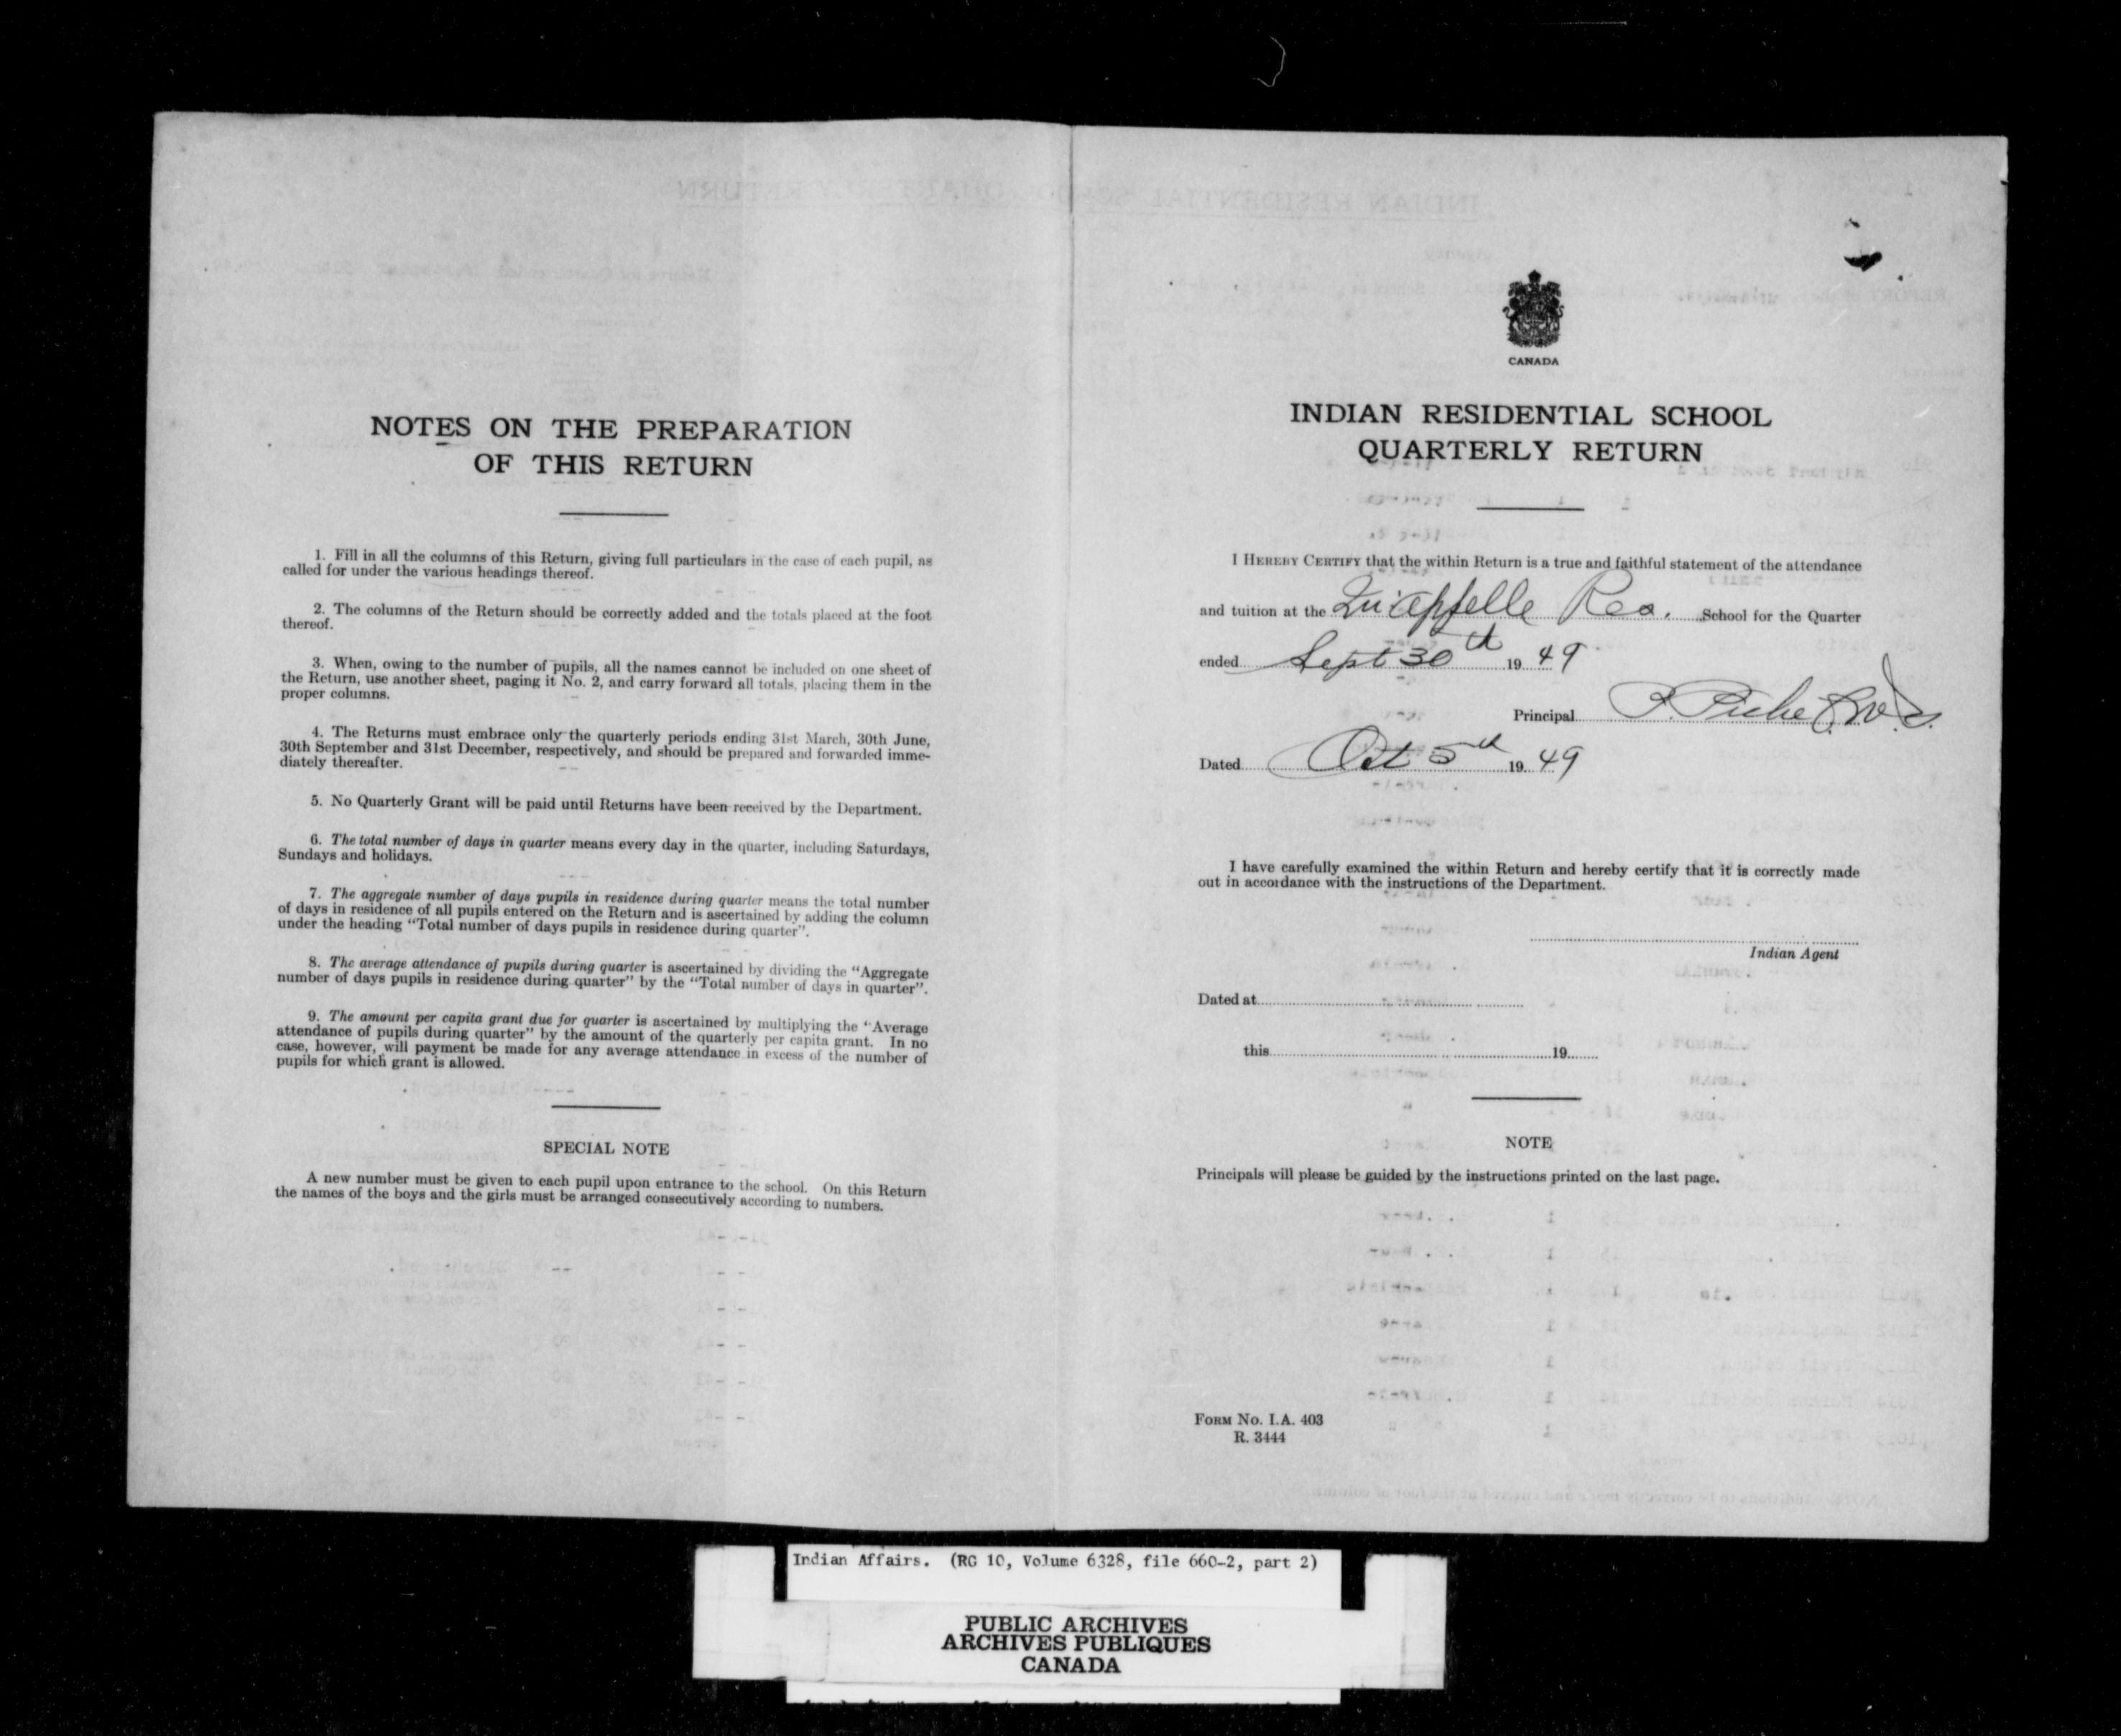 NOTES ON THE PREPARATION
OF THIS RETURN
1. Fill in all the columns of this Return, giving full particulars in the case of each pupil, as
called for under the various headings thereof.
2. The columns of the Return should be correctly added and the totals placed at the foot
thereof.
3. When, owing to the number of pupils, all the names cannot be included on one sheet of
the Return, use another sheet, paging it No. 2, and carry forward all totals, placing them in the
proper columns.
4. The Returns must embrace only the quarterly periods ending 31st March, 30th June,
30th September and 31st December, respectively, and should be prepared and forwarded imme-
diately thereafter.
5. No Quarterly Grant will be paid until Returns have been received by the Department.
6. The total number of days in quarter means every day in the quarter, including Saturdays,
Sundays and holidays.
7. The aggregate number of days pupils in residence during quarter means the total number
of days in residence of all pupils entered on the Return and is ascertained by adding the column
under the heading "Total number of days pupils in residence during quarter".
8. The average attendance of pupils during quarter is ascertained by dividing the "Aggregate
number of days pupils in residence during quarter" by the "Total number of days in quarter".
9. The amount per capita grant due for quarter is ascertained by multiplying the "Average
attendance of pupils during quarter" by the amount of the quarterly per capita grant. In no
case, however, will payment be made for any average attendance in excess of the number of
pupils for which grant is allowed.
SPECIAL NOTE
A new number must be given to each pupil upon entrance to the school. On this Return
the names of the boys and the girls must be arranged consecutively according to numbers.
CANADA
INDIAN RESIDENTIAL SCHOOL
QUARTERLY RETURN
I HEREBY CERTIFY that the within Return is a true and faithful statement of the attendance
and tuition at the Qu'Appelle Res. School for the Quarter
ended Sept 30th 1949
Principal P. Piche
Dated Oct 5th 1949
I have carefully examined the within Return and hereby certify that it is correctly made
out in accordance with the instructions of the Department.
Indian Agent
Dated at
this 19
NOTE
Principals will please be guided by the instructions printed on the last page.
FORM No. I.A. 403
R. 3444
Indian Affairs. (RG 10, Volume 6328, file 660-2, part 2)
PUBLIC ARCHIVES
ARCHIVES PUBLIQUES
CANADA